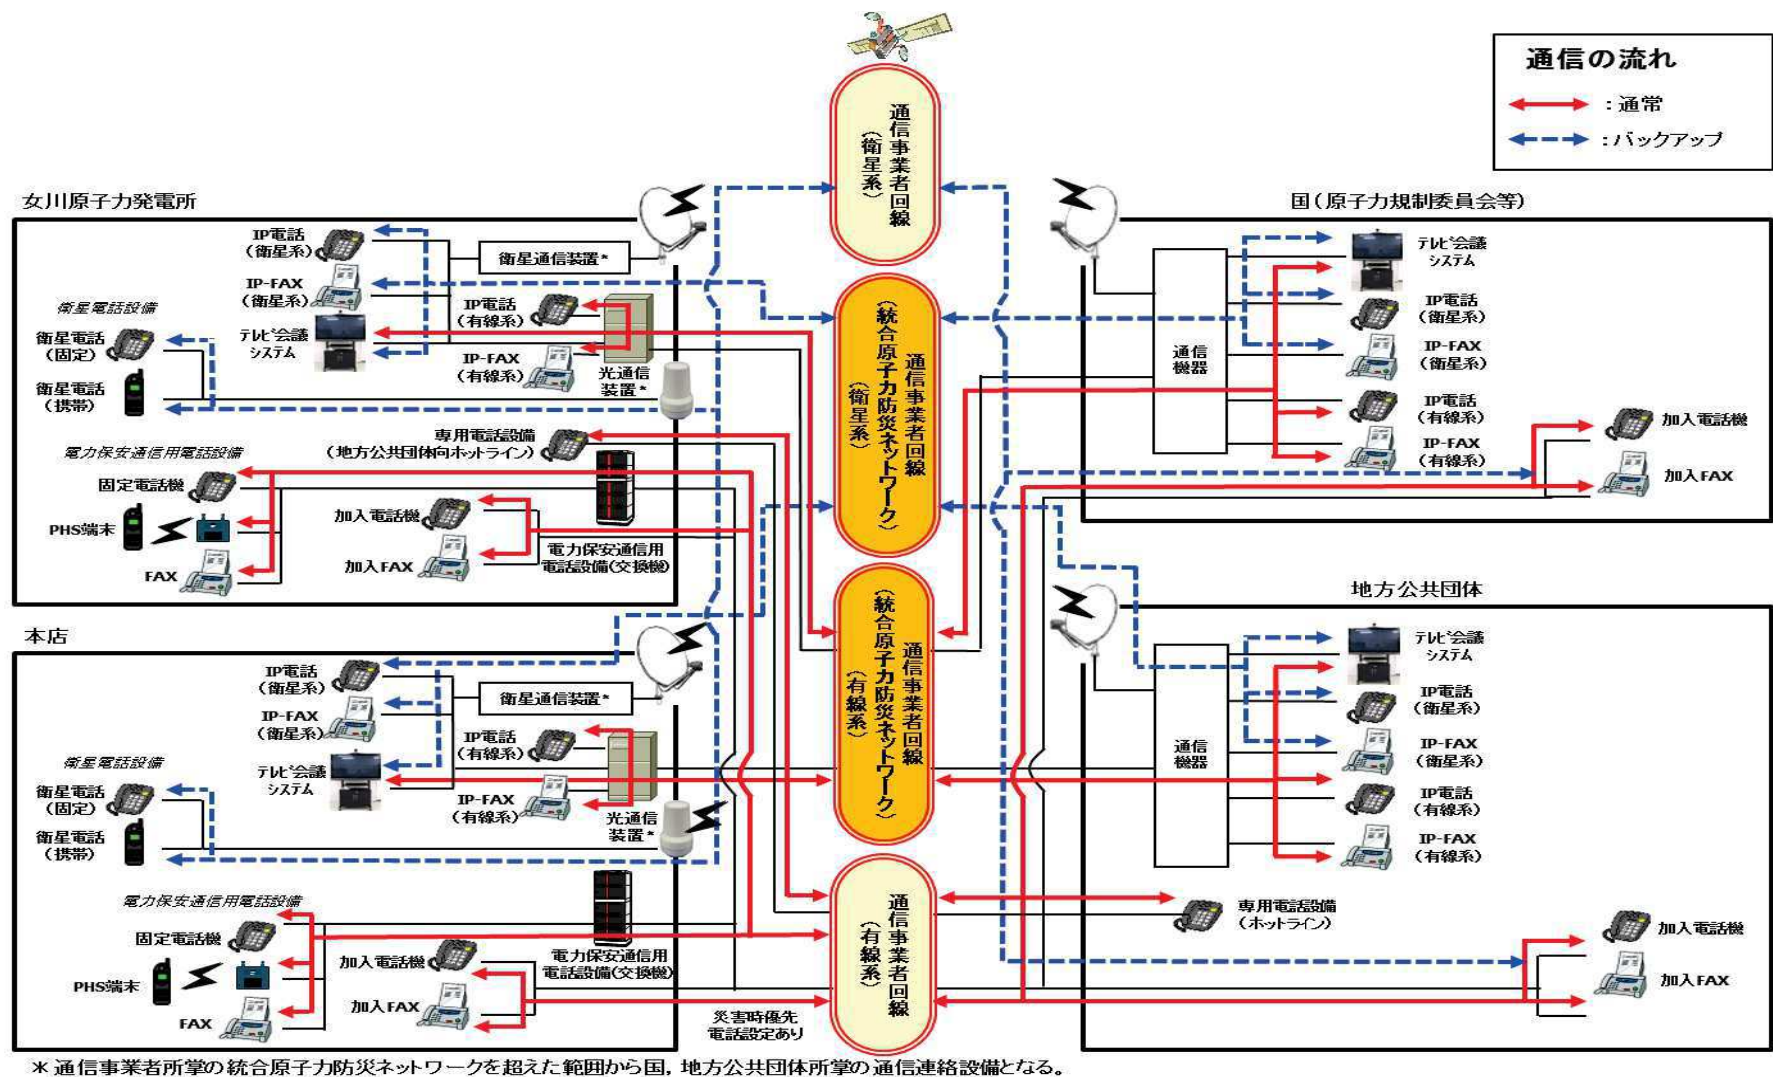 通信の流れ
：通常
：バックアップ
通信事業者回線
（衛星系）
通信事業者回線
（統合原子力防災ネットワーク）
（衛星系）
通信事業者回線
（統合原子力防災ネットワーク）
（有線系）
通信事業者回線
（有線系）
女川原子力発電所
IP電話
（衛星系）
衛星通信装置*
IP-FAX
（衛星系）
IP電話
（有線系）
衛星電話設備
衛星電話
（固定）
テレビ会議
システム
IP-FAX
（有線系）
光通信
装置*
衛星電話
（携帯）
専用電話設備
（地方公共団体向ホットライン）
電力保安通信用電話設備
固定電話機
PHS端末
FAX
加入電話機
加入FAX
電力保安通信用
電話設備(交換機)
本店
IP電話
（衛星系）
衛星通信装置*
IP-FAX
（衛星系）
IP電話
（有線系）
衛星電話設備
テレビ会議
システム
衛星電話
（固定）
IP-FAX
（有線系）
光通信
装置*
衛星電話
（携帯）
電力保安通信用電話設備
固定電話機
PHS端末
FAX
加入電話機
加入FAX
電力保安通信用
電話設備(交換機)
災害時優先
電話設定あり
国（原子力規制委員会等）
テレビ会議
システム
IP電話
（衛星系）
通信
機器
IP-FAX
（衛星系）
IP電話
（有線系）
IP-FAX
（有線系）
加入電話機
加入FAX
地方公共団体
テレビ会議
システム
IP電話
（衛星系）
通信
機器
IP-FAX
（衛星系）
IP電話
（有線系）
IP-FAX
（有線系）
専用電話設備
（ホットライン）
加入電話機
加入FAX
＊ 通信事業者所掌の統合原子力防災ネットワークを超えた範囲から国，地方公共団体所掌の通信連絡設備となる。